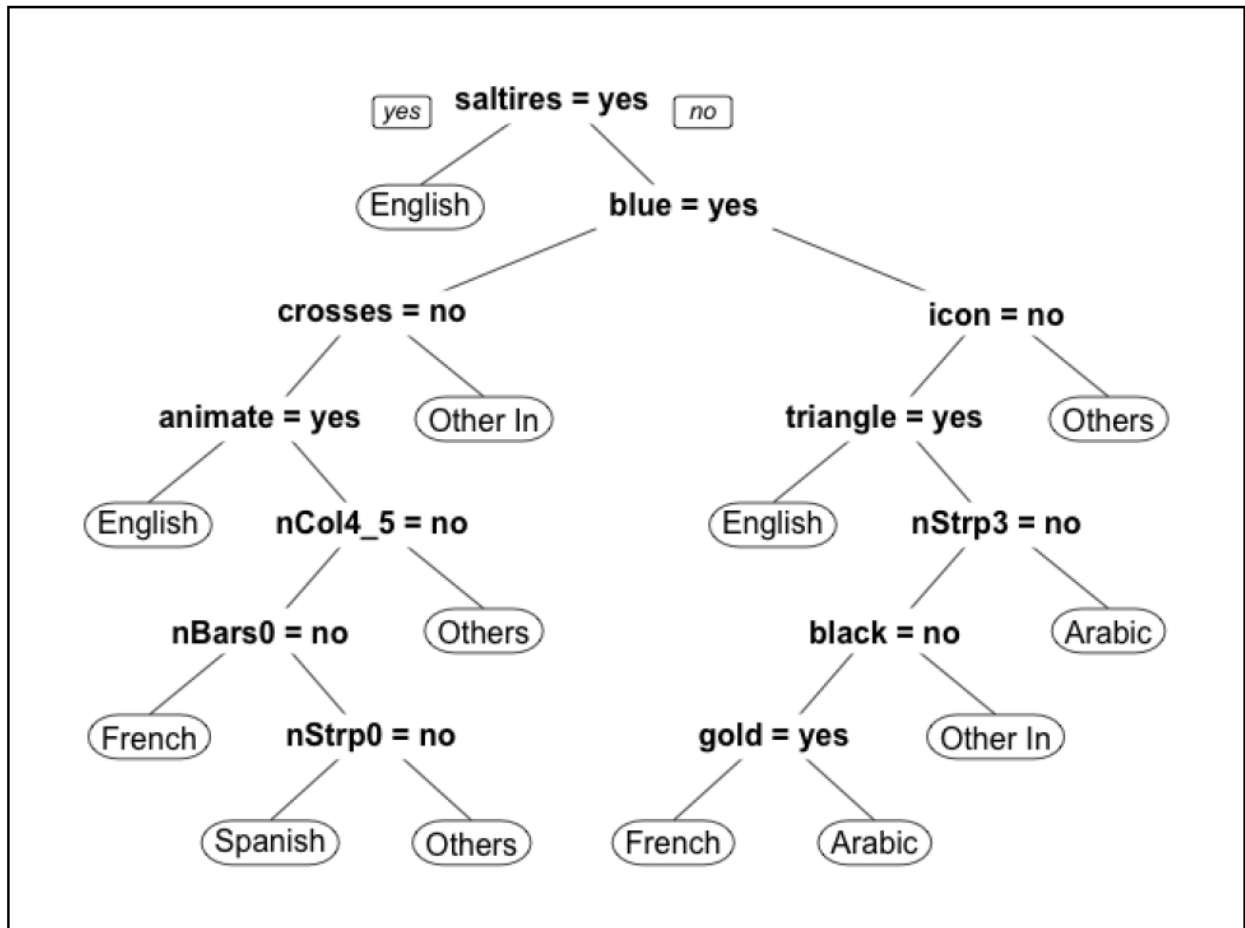 yes saltires = yes no
English blue = yes
crosses = no icon = no
animate = yes Other In triangle = yes Others
English nCol4_5 = no English nStrp3 = no
nBars0 = no Others black = no Arabic
French nStrp0 = no gold = yes Other In
Spanish Others French Arabic